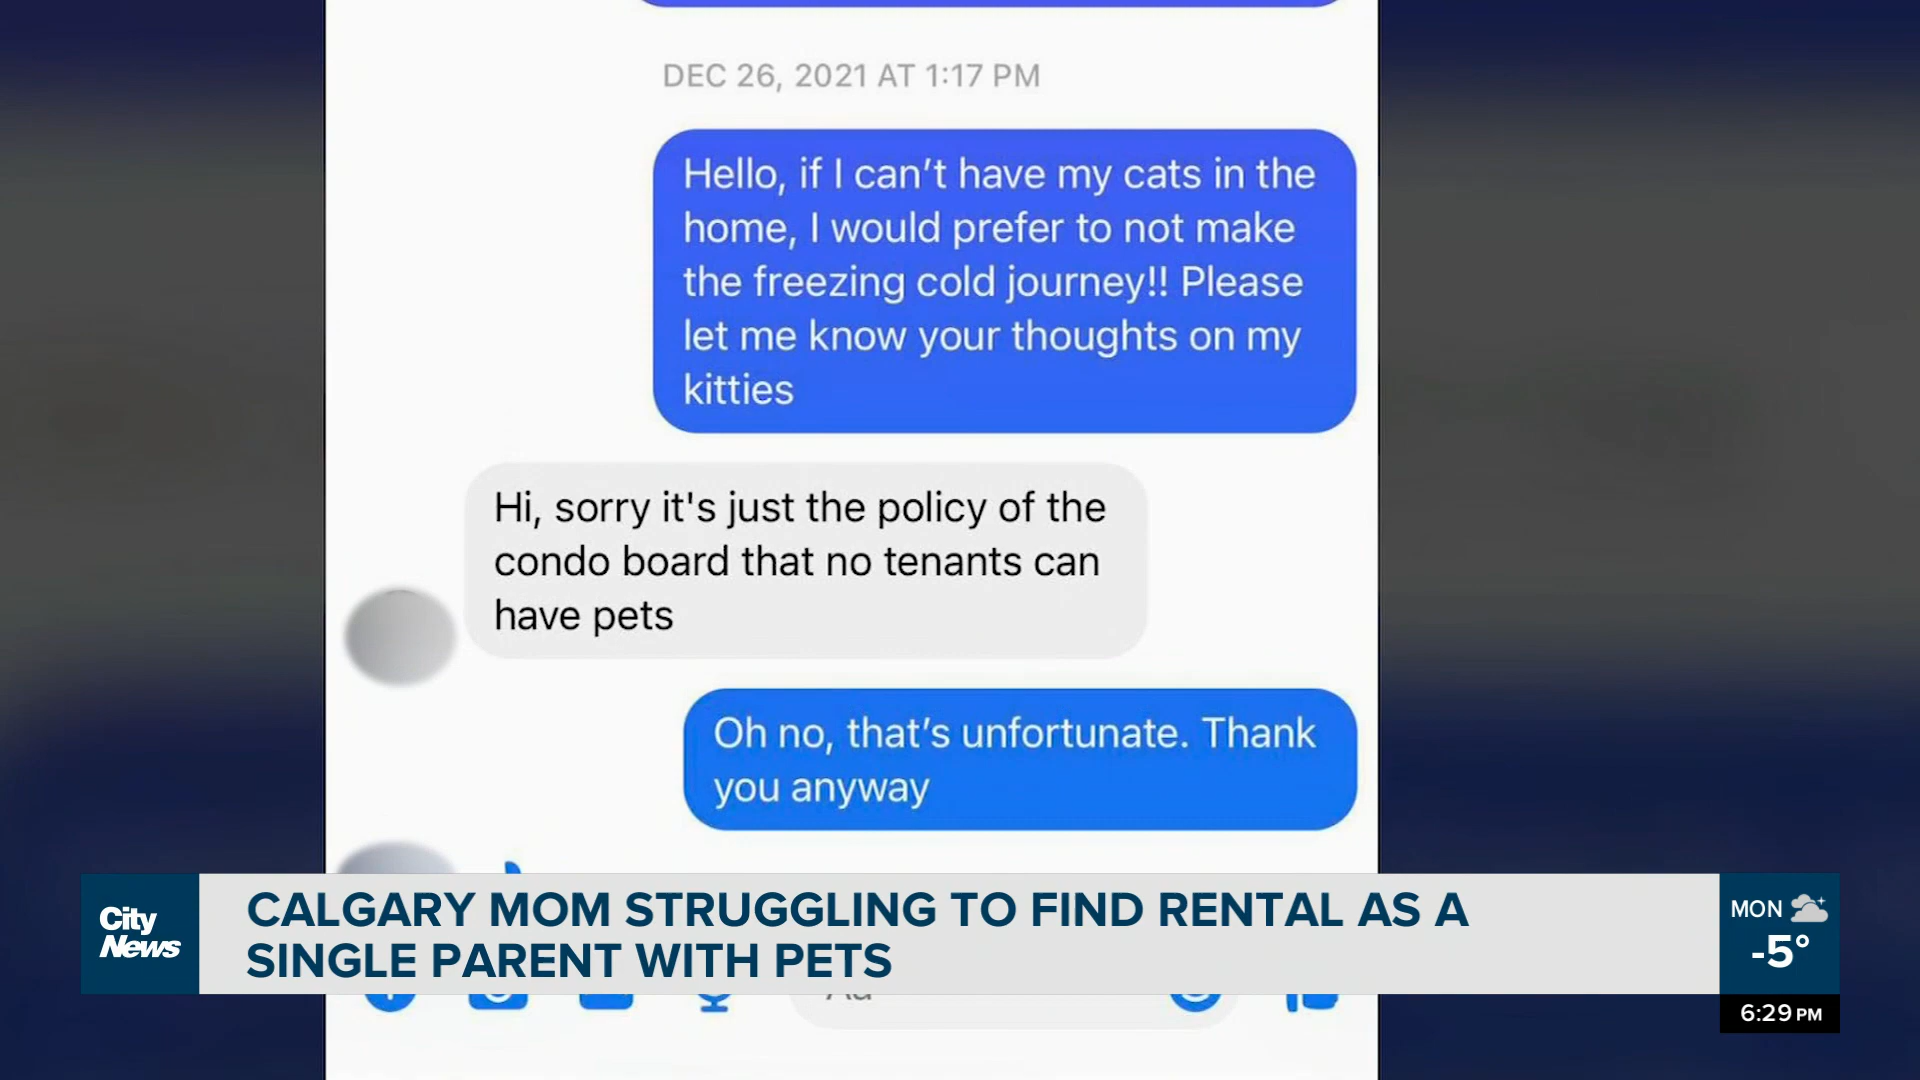 DEC 26, 2021 AT 1:17 PM
Hello, if I can’t have my cats in the
home, I would prefer to not make
the freezing cold journey!! Please
let me know your thoughts on my
kitties
Hi, sorry it's just the policy of the
condo board that no tenants can
have pets
Oh no, that’s unfortunate. Thank
you anyway
City
News
CALGARY MOM STRUGGLING TO FIND RENTAL AS A
SINGLE PARENT WITH PETS
MON
-5°
6:29 PM
Aa